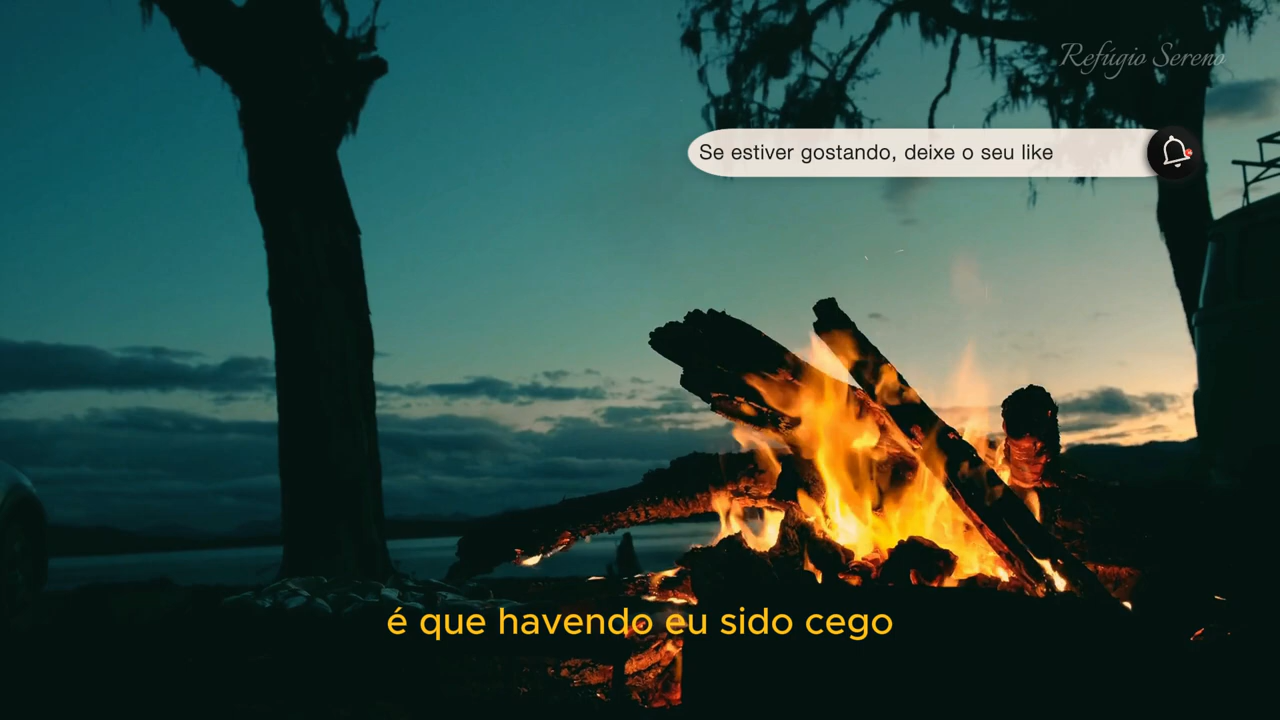 Refúgio Sereno
Se estiver gostando, deixe o seu like
é que havendo eu sido cego